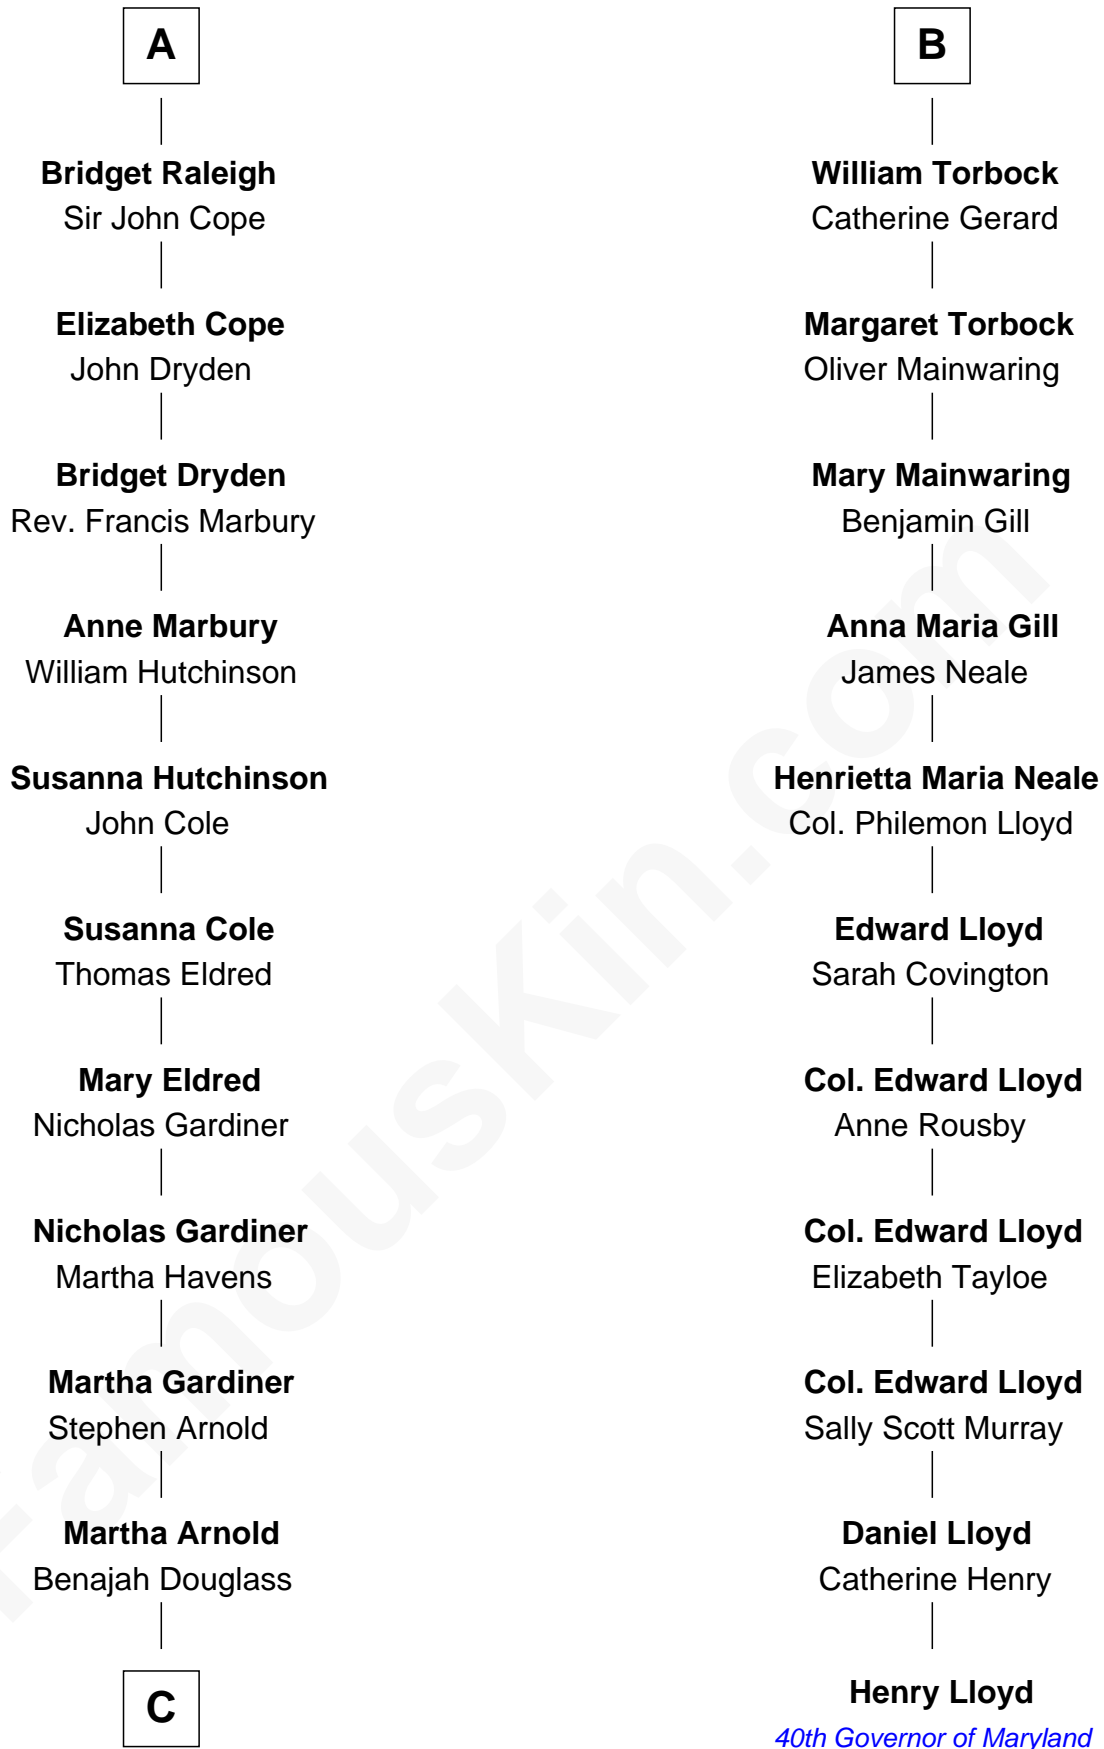 A
Bridget Raleigh
Sir John Cope
Elizabeth Cope
John Dryden
Bridget Dryden
Rev. Francis Marbury
Anne Marbury
William Hutchinson
Susanna Hutchinson
John Cole
Susanna Cole
Thomas Eldred
Mary Eldred
Nicholas Gardiner
Nicholas Gardiner
Martha Havens
Martha Gardiner
Stephen Arnold
Martha Arnold
Benajah Douglass
C
B
William Torbock
Catherine Gerard
Margaret Torbock
Oliver Mainwaring
Mary Mainwaring
Benjamin Gill
Anna Maria Gill
James Neale
Henrietta Maria Neale
Col. Philemon Lloyd
Edward Lloyd
Sarah Covington
Col. Edward Lloyd
Anne Rousby
Col. Edward Lloyd
Elizabeth Tayloe
Col. Edward Lloyd
Sally Scott Murray
Daniel Lloyd
Catherine Henry
Henry Lloyd
40th Governor of Maryland
FamousKin.com